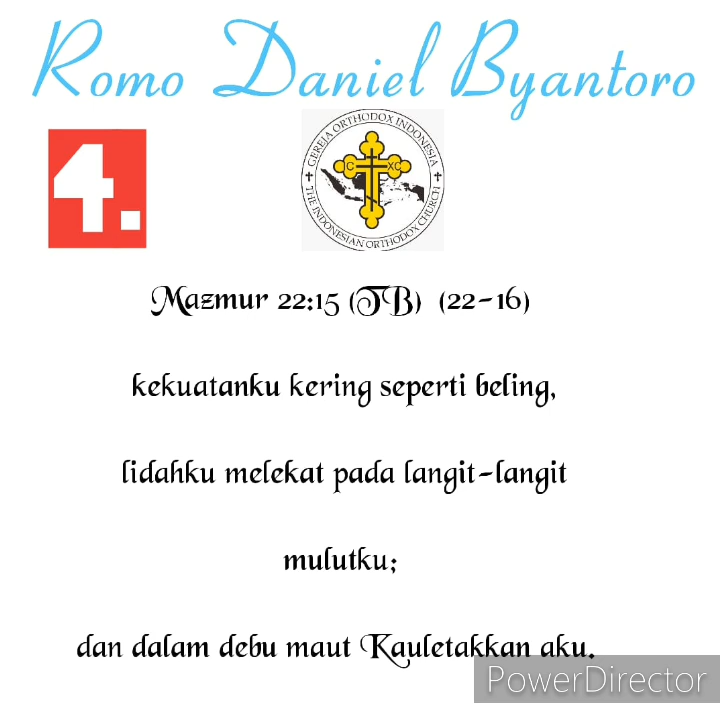 Romo Daniel Byantoro
4.
GEREJA ORTHODOX INDONESIA
C XC
THE INDONESIAN ORTHODOX CHURCH
Mazmur 22:15 (TB) (22-16)
kekuatanku kering seperti beling,
lidahku melekat pada langit-langit
mulutku;
dan dalam debu maut Kauletakkan aku.
PowerDirector